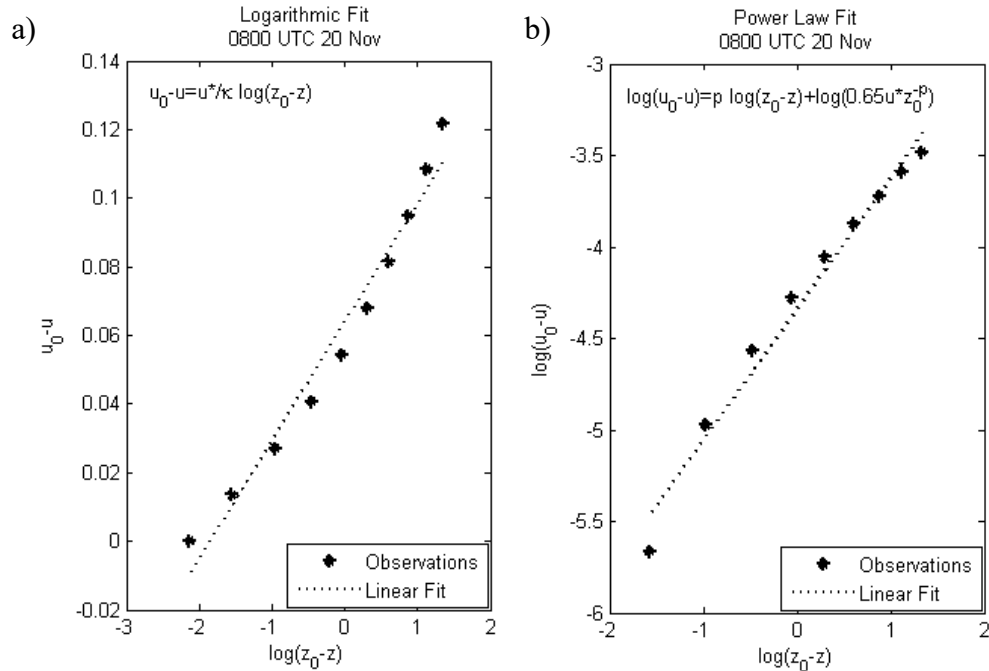 a)
Logarithmic Fit
0800 UTC 20 Nov
0.14
0.12
0.1
0.08
0.06
0.04
0.02
0
-0.02
u₀-u
u₀-u=u*/κ log(z₀-z)
Observations
Linear Fit
-3
-2
-1
0
1
2
log(z₀-z)
b)
Power Law Fit
0800 UTC 20 Nov
-3
-3.5
-4
-4.5
-5
-5.5
-6
log(u₀-u)
log(u₀-u)=p log(z₀-z)+log(0.65u*z₀⁻ᵖ)
Observations
Linear Fit
-2
-1
0
1
2
log(z₀-z)